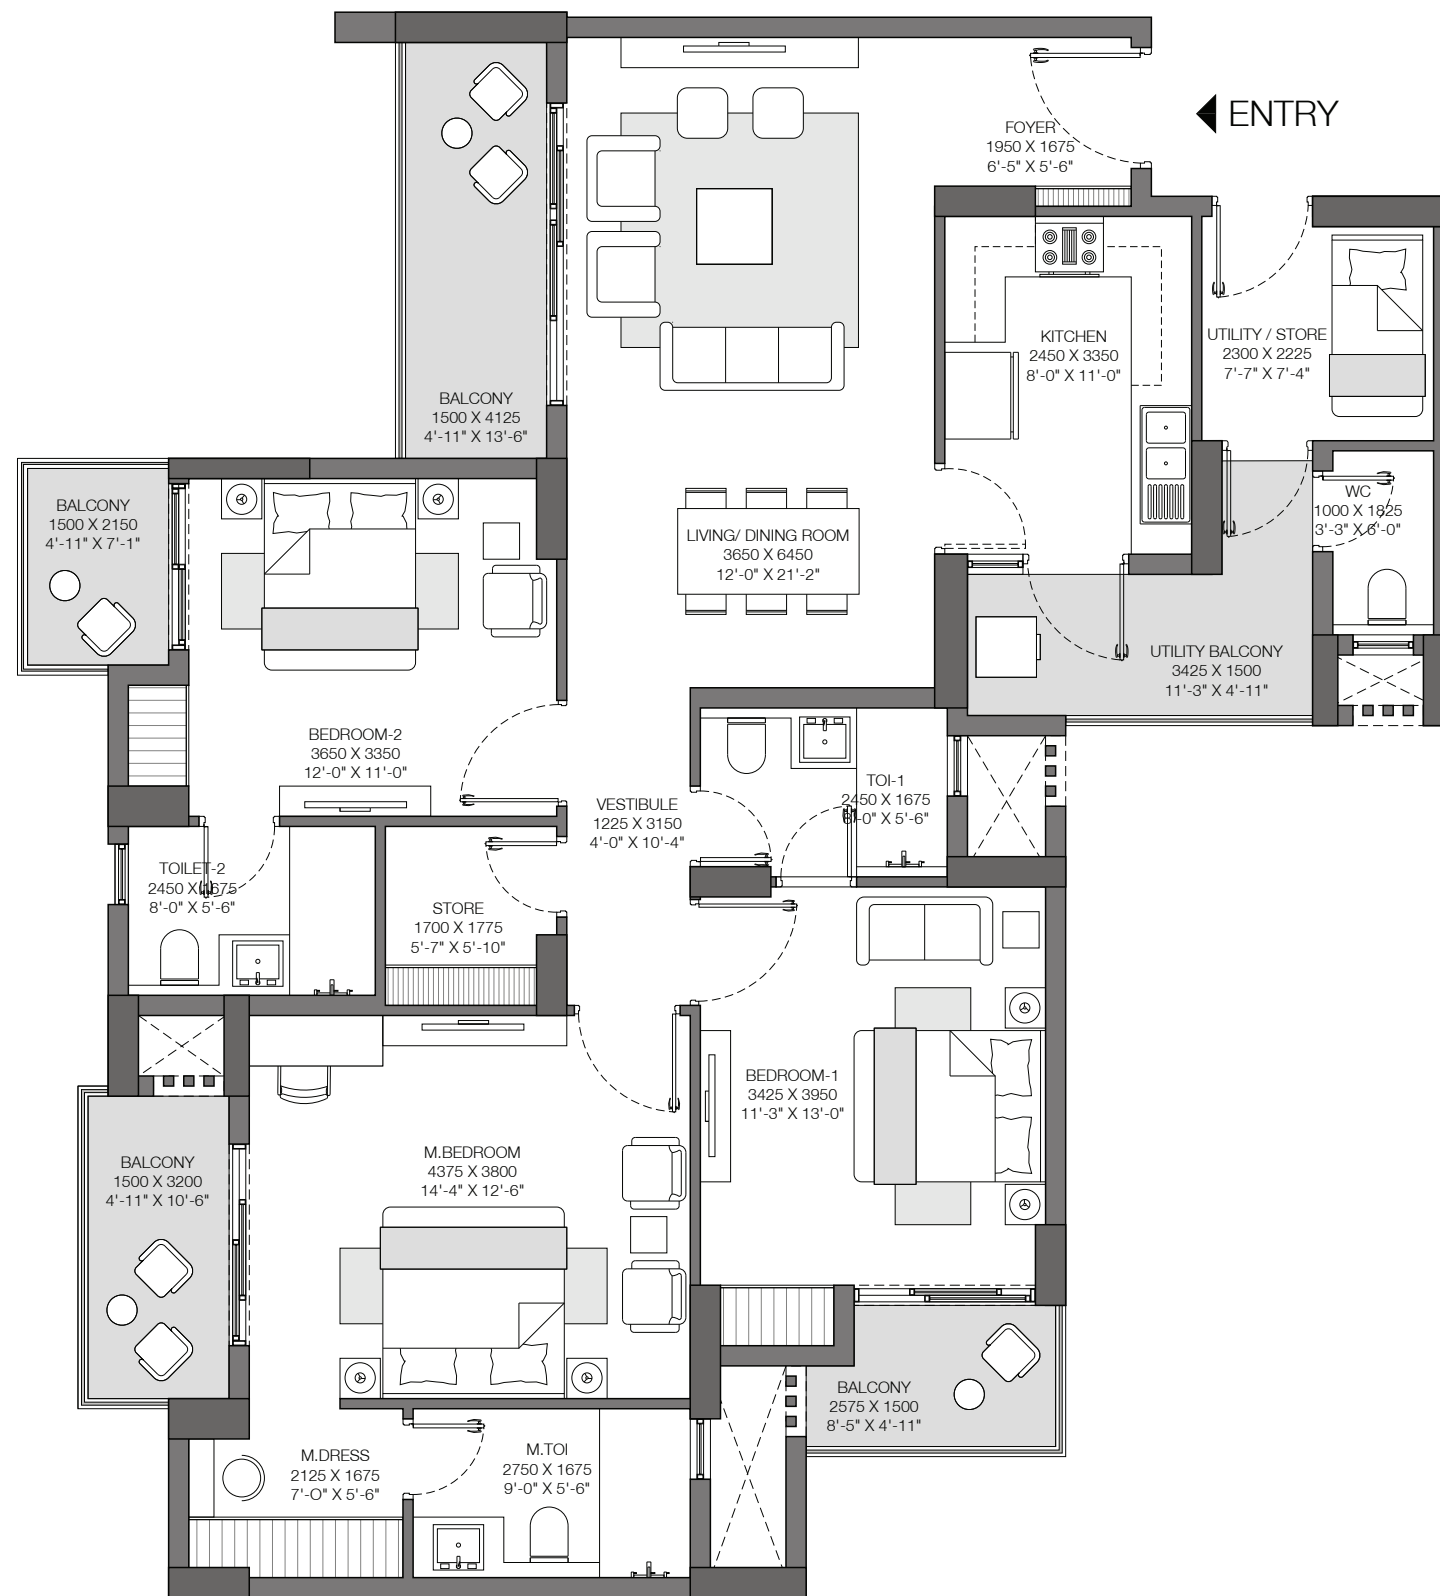 ENTRY
FOYER
1950 X 1675
6'-5" X 5'-6"
KITCHEN
2450 X 3350
8'-0" X 11'-0"
UTILITY / STORE
2300 X 2225
7'-7" X 7'-4"
BALCONY
1500 X 4125
4'-11" X 13'-6"
BALCONY
1500 X 2150
4'-11" X 7'-1"
LIVING/ DINING ROOM
3650 X 6450
12'-0" X 21'-2"
WC
1000 X 1825
3'-3" X 6'-0"
UTILITY BALCONY
3425 X 1500
11'-3" X 4'-11"
BEDROOM-2
3650 X 3350
12'-0" X 11'-0"
VESTIBULE
1225 X 3150
4'-0" X 10'-4"
TOI-1
2450 X 1675
8'-0" X 5'-6"
TOILET-2
2450 X 1675
8'-0" X 5'-6"
STORE
1700 X 1775
5'-7" X 5'-10"
BEDROOM-1
3425 X 3950
11'-3" X 13'-0"
BALCONY
1500 X 3200
4'-11" X 10'-6"
M.BEDROOM
4375 X 3800
14'-4" X 12'-6"
BALCONY
2575 X 1500
8'-5" X 4'-11"
M.DRESS
2125 X 1675
7'-O" X 5'-6"
M.TOI
2750 X 1675
9'-0" X 5'-6"